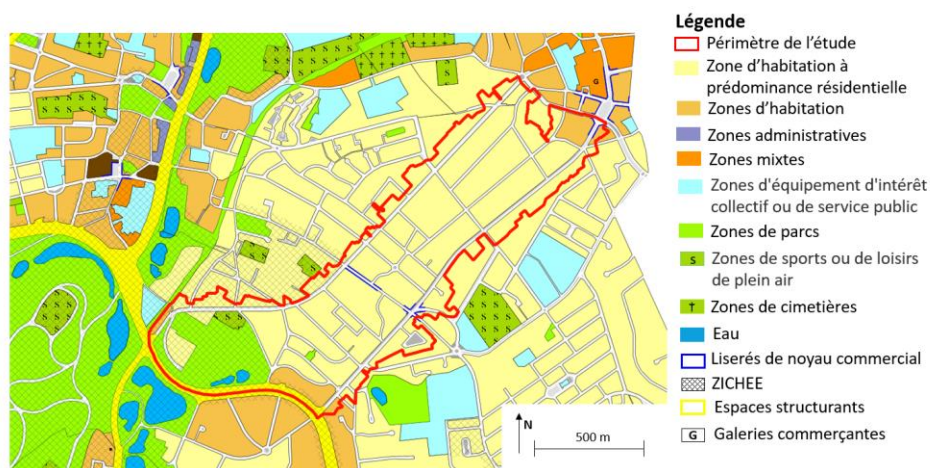 Légende
Périmètre de l'étude
Zone d'habitation à
prédominance résidentielle
Zones d'habitation
Zones administratives
Zones mixtes
Zones d'équipement d'intérêt
collectif ou de service public
Zones de parcs
S Zones de sports ou de loisirs
de plein air
Zones de cimetières
Eau
Liserés de noyau commercial
ZICHEE
Espaces structurants
G Galeries commerçantes
N
500 m